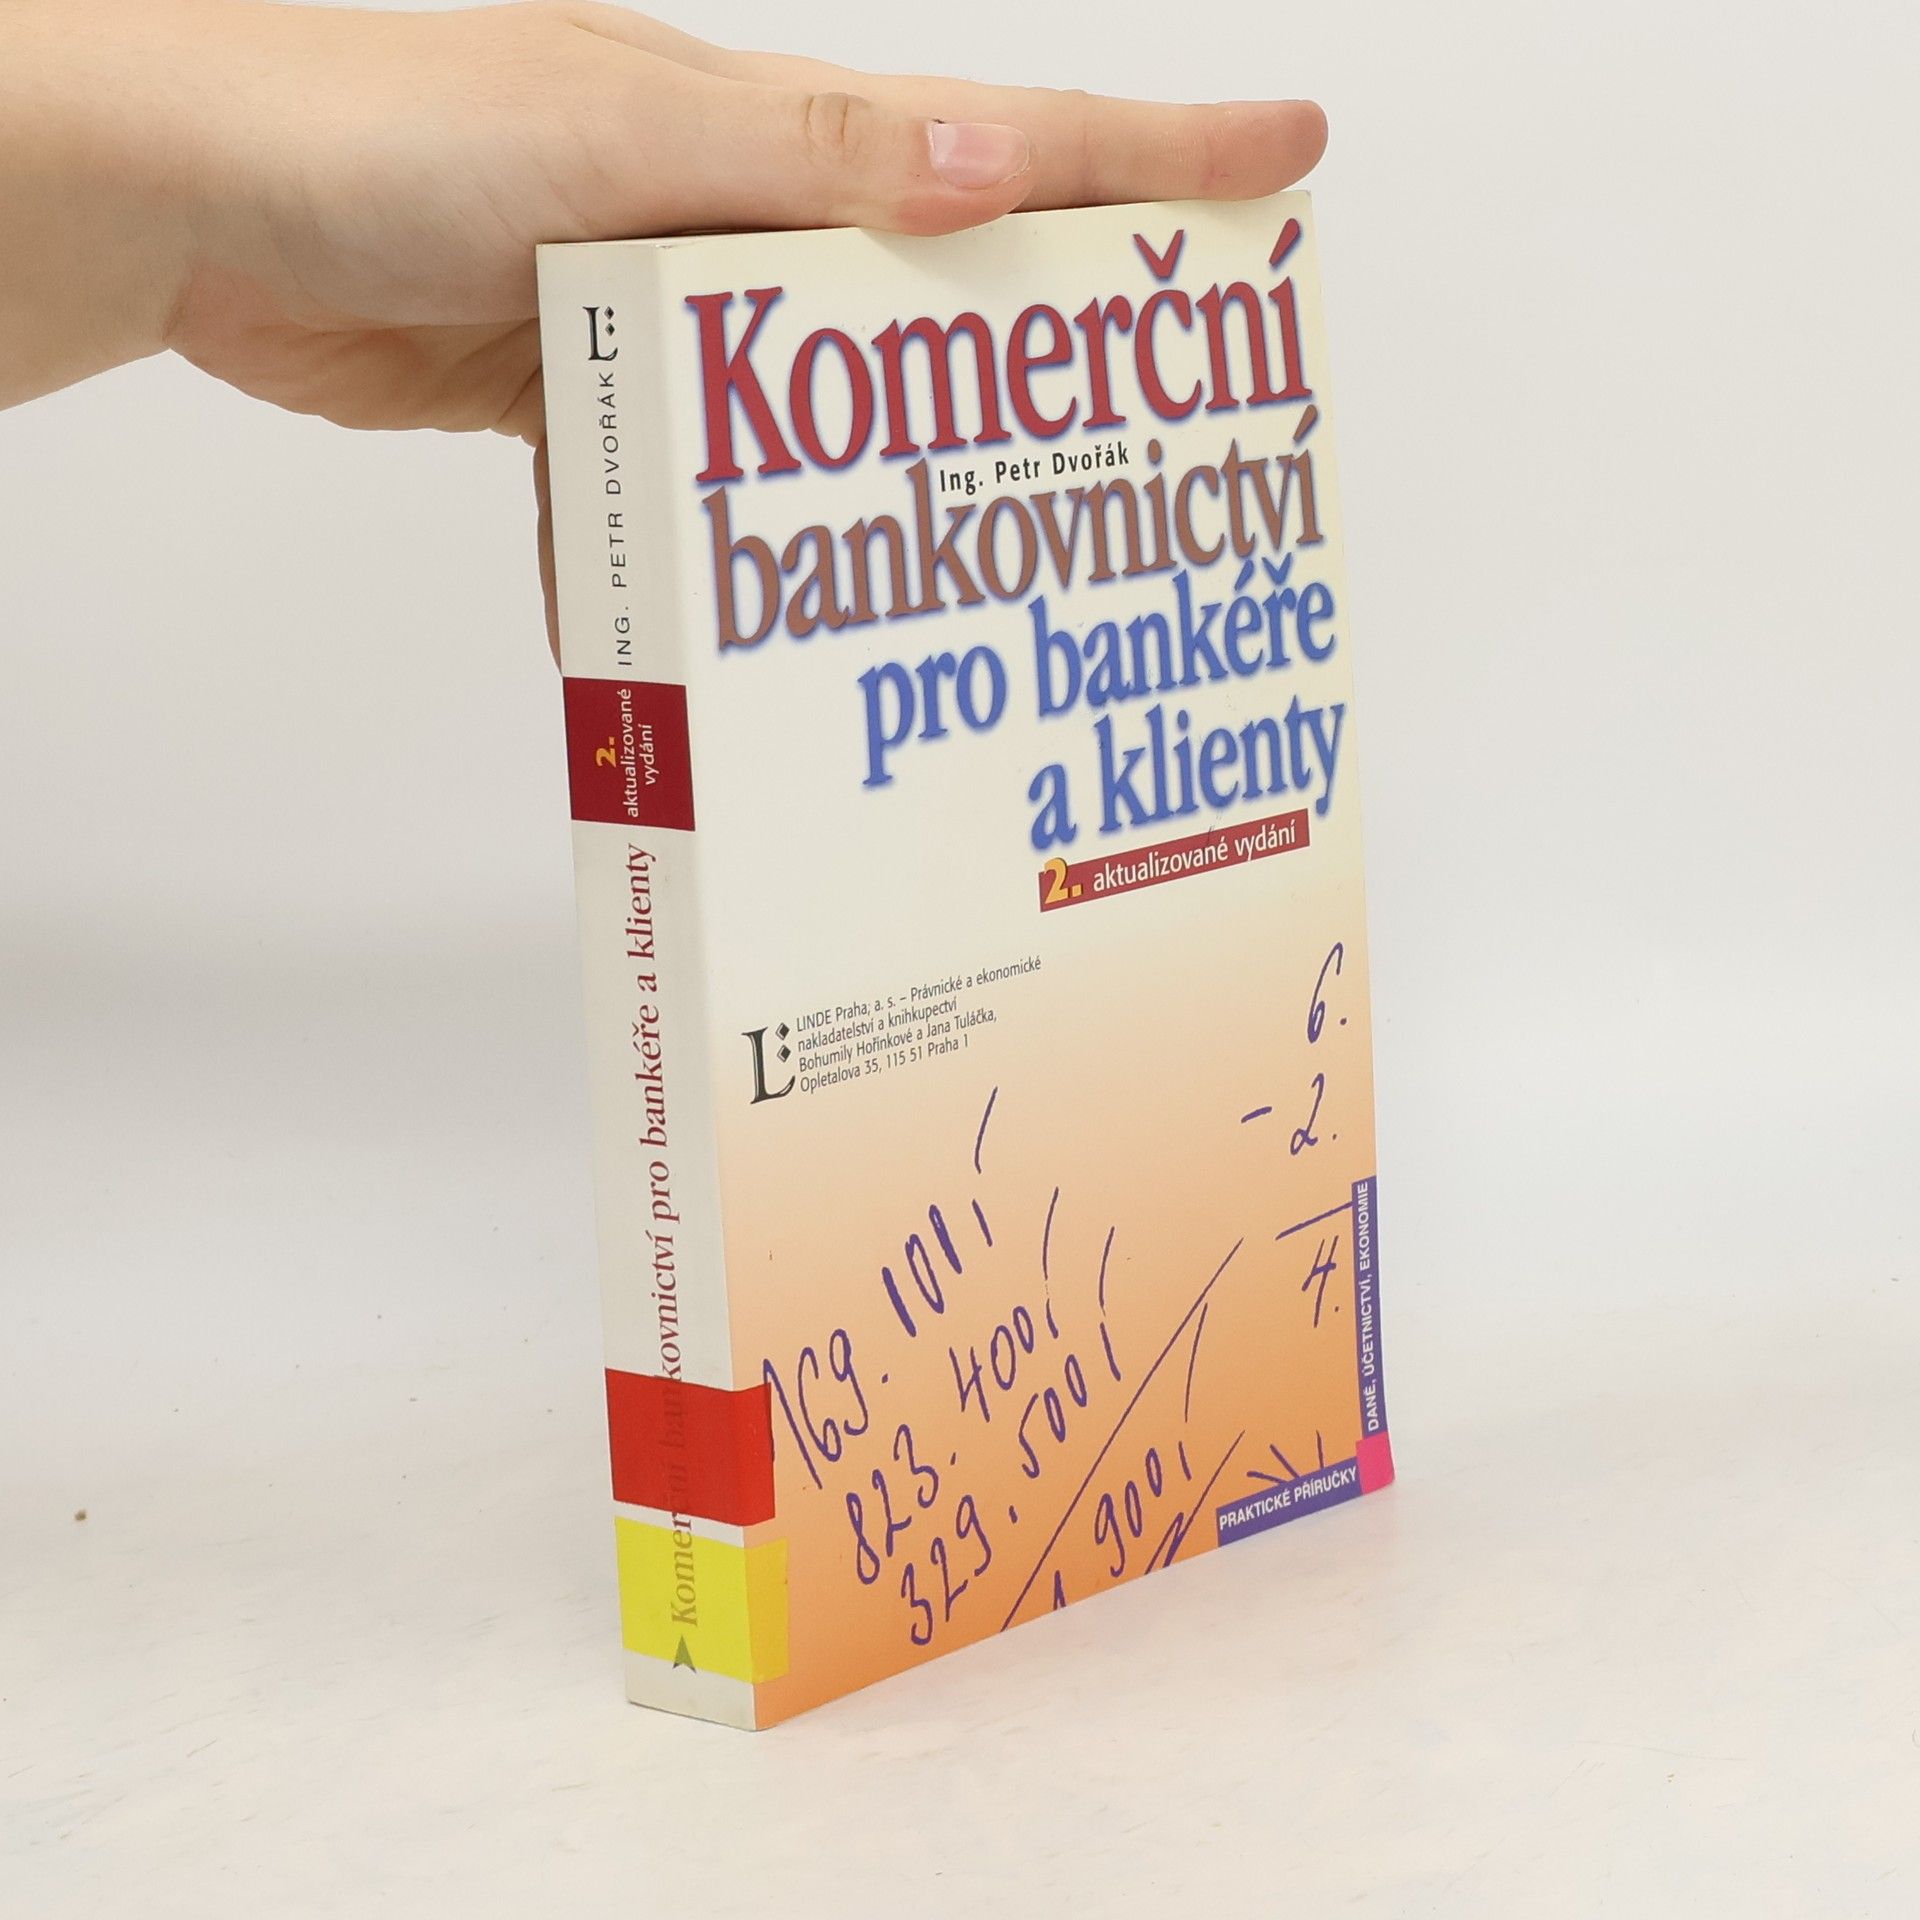 Komerční
Ing. Petr Dvořák
bankovnictví
pro bankéře
a klienty
2. aktualizované vydání
LINDE Praha, a. s. – Právnické a ekonomické
nakladatelství a knihkupectví
Bohumily Hořínkové a Jana Tuláčka,
Opletalova 35, 115 51 Praha 1
6.
- 2.
4.
169. 101,
823. 400,
329. 500,
900,
DANĚ, ÚČETNICTVÍ, EKONOMIE
PRAKTICKÉ PŘÍRUČKY
L
ING. PETR DVOŘÁK
2.
aktualizované
vydání
Komerční bankovnictví pro bankéře a klienty